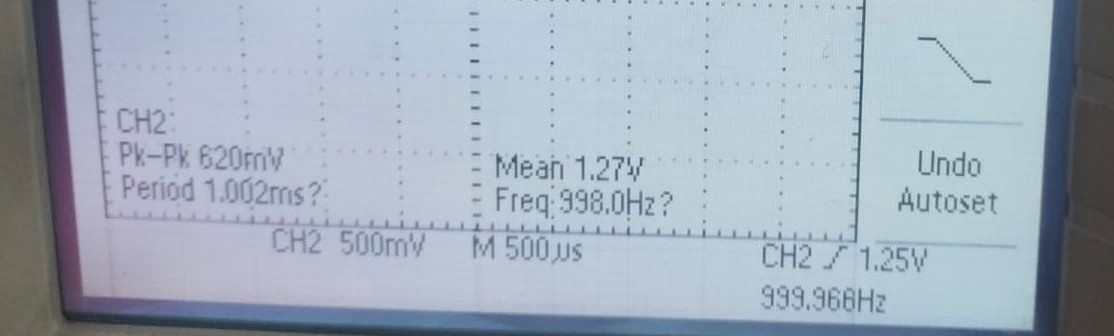 CH2:
Pk-Pk 620mV
Mean 1.27V
Period 1.002ms?
Freq 998.0Hz?
Undo
Autoset
CH2 500mV M 500µs CH2 1.25V
999.966Hz